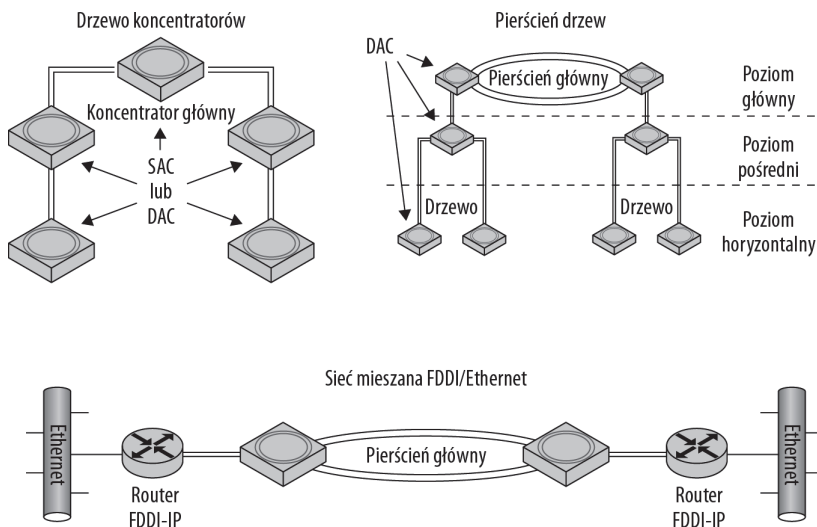 Drzewo koncentratorów
Koncentrator główny
SAC
lub
DAC
Pierścień drzew
DAC
Pierścień główny
Poziom
główny
Poziom
pośredni
Drzewo
Drzewo
Poziom
horyzontalny
Sieć mieszana FDDI/Ethernet
Ethernet
Router
FDDI-IP
Pierścień główny
Router
FDDI-IP
Ethernet